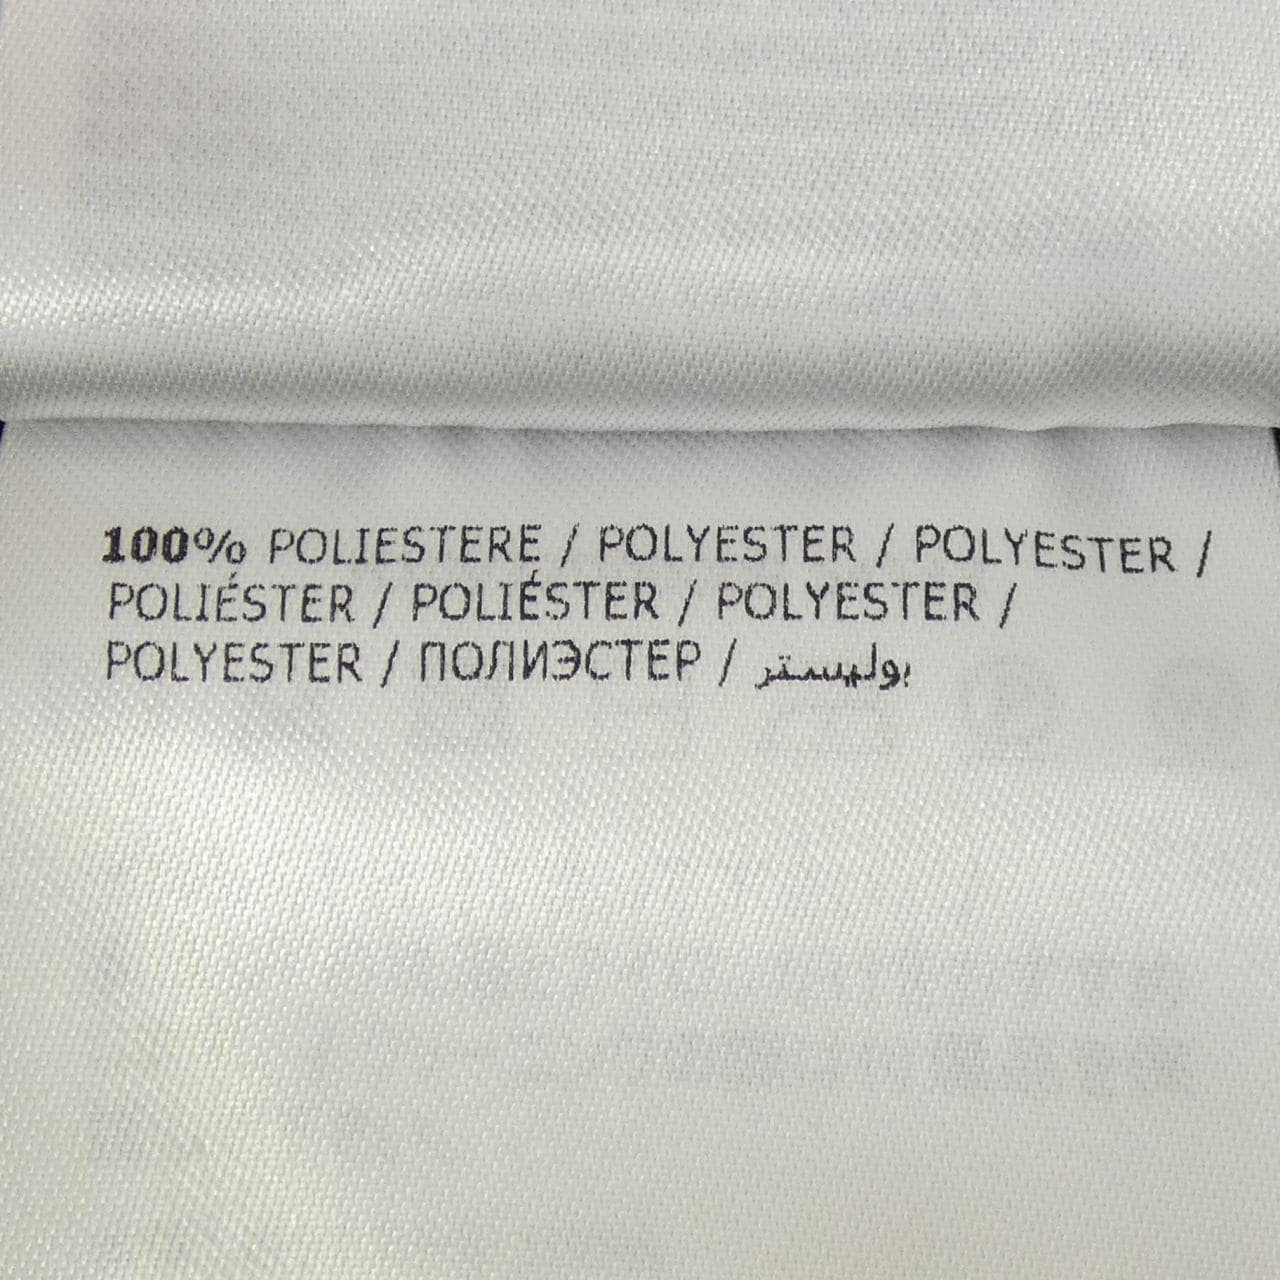 100% POLIESTERE / POLYESTER / POLYESTER /
POLIÉSTER / POLIÉSTER / POLYESTER /
POLYESTER / ПОЛИЭСТЕР / بوليستر